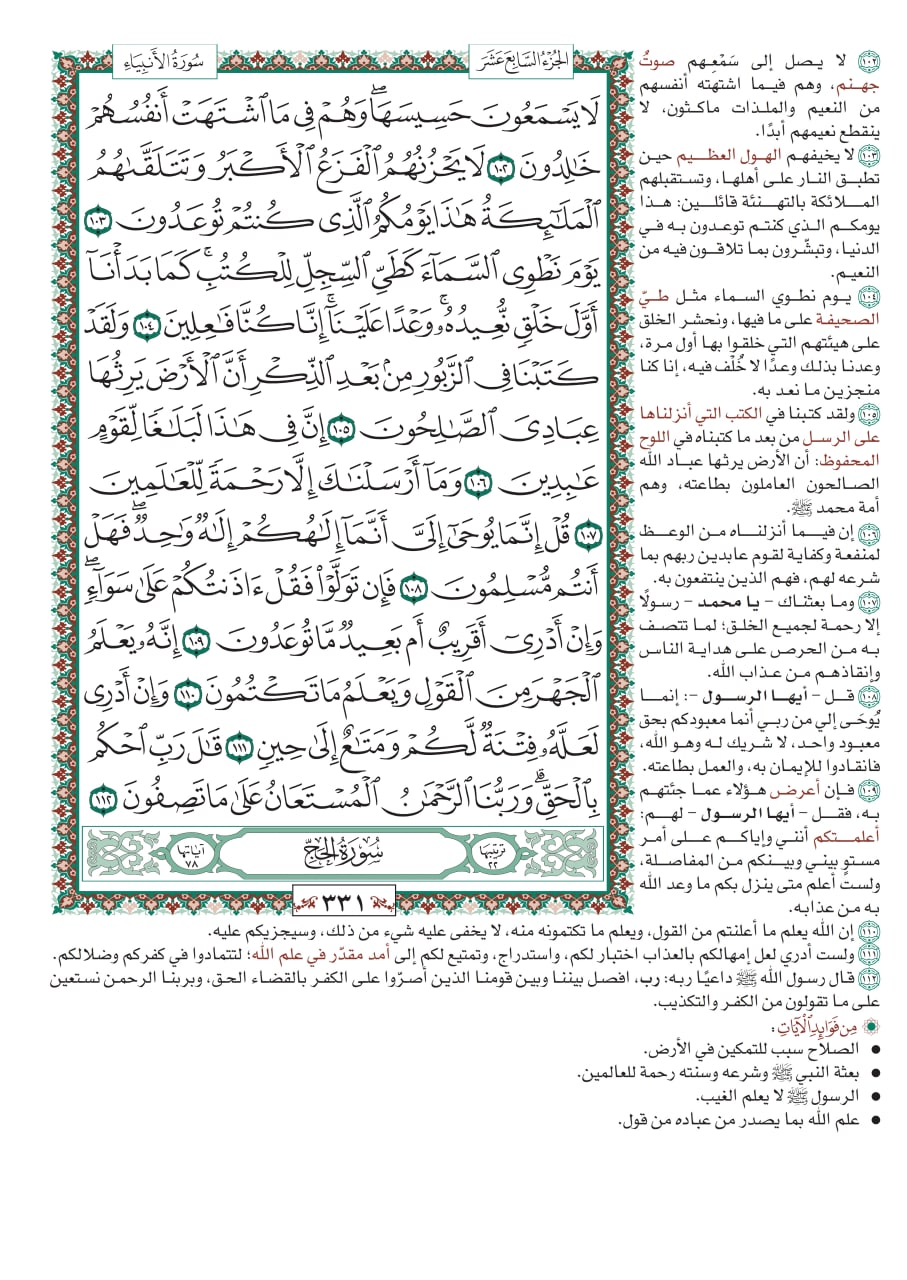 سُورَةُ الأَنبِيَاءِ
الجُزْءُ السَّابِعَ عَشَرَ
لَا يَسْمَعُونَ حَسِيسَهَا ۖ وَهُمْ فِي مَا اشْتَهَتْ أَنفُسُهُمْ
خَالِدُونَ ١٠٢ لَا يَحْزُنُهُمُ الْفَزَعُ الْأَكْبَرُ وَتَتَلَقَّاهُمُ
الْمَلَائِكَةُ هَٰذَا يَوْمُكُمُ الَّذِي كُنتُمْ تُوعَدُونَ ١٠٣
يَوْمَ نَطْوِي السَّمَاءَ كَطَيِّ السِّجِلِّ لِلْكُتُبِ ۚ كَمَا بَدَأْنَا
أَوَّلَ خَلْقٍ نُّعِيدُهُ ۚ وَعْدًا عَلَيْنَا ۚ إِنَّا كُنَّا فَاعِلِينَ ١٠٤ وَلَقَدْ
كَتَبْنَا فِي الزَّبُورِ مِن بَعْدِ الذِّكْرِ أَنَّ الْأَرْضَ يَرِثُهَا
عِبَادِيَ الصَّالِحُونَ ١٠٥ إِنَّ فِي هَٰذَا لَبَلَاغًا لِّقَوْمٍ
عَابِدِينَ ١٠٦ وَمَا أَرْسَلْنَاكَ إِلَّا رَحْمَةً لِّلْعَالَمِينَ
١٠٧ قُلْ إِنَّمَا يُوحَىٰ إِلَيَّ أَنَّمَا إِلَٰهُكُمْ إِلَٰهٌ وَاحِدٌ ۖ فَهَلْ
أَنتُم مُّسْلِمُونَ ١٠٨ فَإِن تَوَلَّوْا فَقُلْ آذَنتُكُمْ عَلَىٰ سَوَاءٍ ۖ
وَإِنْ أَدْرِي أَقَرِيبٌ أَم بَعِيدٌ مَّا تُوعَدُونَ ١٠٩ إِنَّهُ يَعْلَمُ
الْجَهْرَ مِنَ الْقَوْلِ وَيَعْلَمُ مَا تَكْتُمُونَ ١١٠ وَإِنْ أَدْرِي
لَعَلَّهُ فِتْنَةٌ لَّكُمْ وَمَتَاعٌ إِلَىٰ حِينٍ ١١١ قَالَ رَبِّ احْكُم
بِالْحَقِّ ۗ وَرَبُّنَا الرَّحْمَٰنُ الْمُسْتَعَانُ عَلَىٰ مَا تَصِفُونَ ١١٢
ترتيبها ٢٢
سُورَةُ الحَجِّ
آياتها ٧٨
٣٣١
١٠٢ لا يصل إلى سَمْعِهم صوتُ
جهنم، وهم فيما اشتهته أنفسهم
من النعيم والملذات ماكثون، لا
ينقطع نعيمهم أبدًا.
١٠٣ لا يخيفهم الهول العظيم حين
تطبق النار على أهلها، وتستقبلهم
الملائكة بالتهنئة قائلين: هذا
يومكم الذي كنتم توعدون به في
الدنيا، وتبشّرون بما تلاقون فيه من
النعيم.
١٠٤ يوم نطوي السماء مثل طيّ
الصحيفة على ما فيها، ونحشر الخلق
على هيئتهم التي خلقوا بها أول مرة،
وعدنا بذلك وعدًا لا خُلْف فيه، إنا كنا
منجزين ما نعد به.
١٠٥ ولقد كتبنا في الكتب التي أنزلناها
على الرسل من بعد ما كتبناه في اللوح
المحفوظ: أن الأرض يرثها عباد الله
الصالحون العاملون بطاعته، وهم
أمة محمد ﷺ.
١٠٦ إن فيما أنزلناه من الوعظ
لمنفعة وكفاية لقوم عابدين ربهم بما
شرعه لهم، فهم الذين ينتفعون به.
١٠٧ وما بعثناك – يا محمد – رسولًا
إلا رحمة لجميع الخلق؛ لما تتصف
به من الحرص على هداية الناس
وإنقاذهم من عذاب الله.
١٠٨ قل – أيها الرسول –: إنما
يُوحَى إلي من ربي أنما معبودكم بحق
معبود واحد، لا شريك له وهو الله،
فانقادوا للإيمان به، والعمل بطاعته.
١٠٩ فإن أعرض هؤلاء عما جئتهم
به، فقل – أيها الرسول – لهم:
أعلمتكم أنني وإياكم على أمر
مستوٍ بيني وبينكم من المفاصلة،
ولست أعلم متى ينزل بكم ما وعد الله
به من عذابه.
١١٠ إن الله يعلم ما أعلنتم من القول، ويعلم ما تكتمونه منه، لا يخفى عليه شيء من ذلك، وسيجزيكم عليه.
١١١ ولست أدري لعل إمهالكم بالعذاب اختبار لكم، واستدراج، وتمتيع لكم إلى أمد مقدّر في علم الله؛ لتتمادوا في كفركم وضلالكم.
١١٢ قال رسول الله ﷺ داعيًا ربه: رب، افصل بيننا وبين قومنا الذين أصرّوا على الكفر بالقضاء الحق، وبربنا الرحمن نستعين
على ما تقولون من الكفر والتكذيب.
مِن فَوَائِدِ الآيَاتِ:
• الصلاح سبب للتمكين في الأرض.
• بعثة النبي ﷺ وشرعه وسنته رحمة للعالمين.
• الرسول ﷺ لا يعلم الغيب.
• علم الله بما يصدر من عباده من قول.